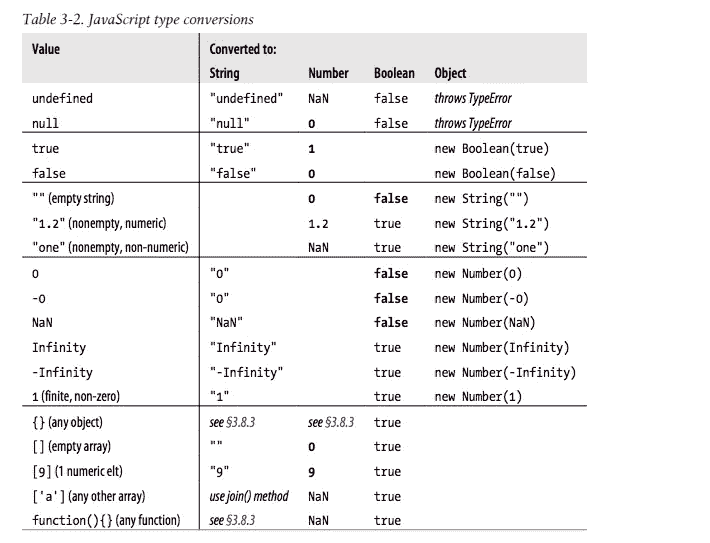 Table 3-2. JavaScript type conversions
Value Converted to:
String Number Boolean Object
undefined "undefined" NaN false throws TypeError
null "null" 0 false throws TypeError
true "true" 1 new Boolean(true)
false "false" 0 new Boolean(false)
"" (empty string) 0 false new String("")
"1.2" (nonempty, numeric) 1.2 true new String("1.2")
"one" (nonempty, non-numeric) NaN true new String("one")
0 "0" false new Number(0)
-0 "0" false new Number(-0)
NaN "NaN" false new Number(NaN)
Infinity "Infinity" true new Number(Infinity)
-Infinity "-Infinity" true new Number(-Infinity)
1 (finite, non-zero) "1" true new Number(1)
{} (any object) see §3.8.3 see §3.8.3 true
[] (empty array) "" 0 true
[9] (1 numeric elt) "9" 9 true
['a'] (any other array) use join() method NaN true
function(){} (any function) see §3.8.3 NaN true